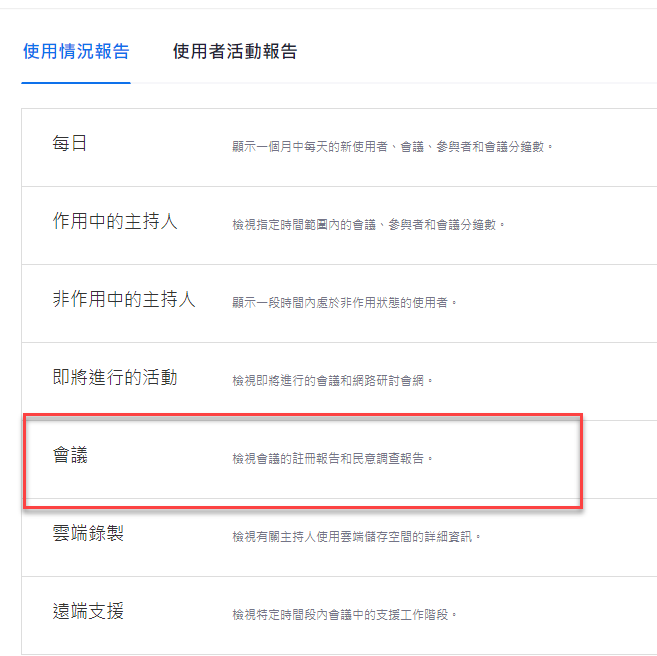 使用情況報告 使用者活動報告
每日 顯示一個月中每天的新使用者、會議、參與者和會議分鐘數。
作用中的主持人 檢視指定時間範圍內的會議、參與者和會議分鐘數。
非作用中的主持人 顯示一段時間內處於非作用狀態的使用者。
即將進行的活動 檢視即將進行的會議和網路研討會網。
會議 檢視會議的註冊報告和民意調查報告。
雲端錄製 檢視有關主持人使用雲端儲存空間的詳細資訊。
遠端支援 檢視特定時間段內會議中的支援工作階段。